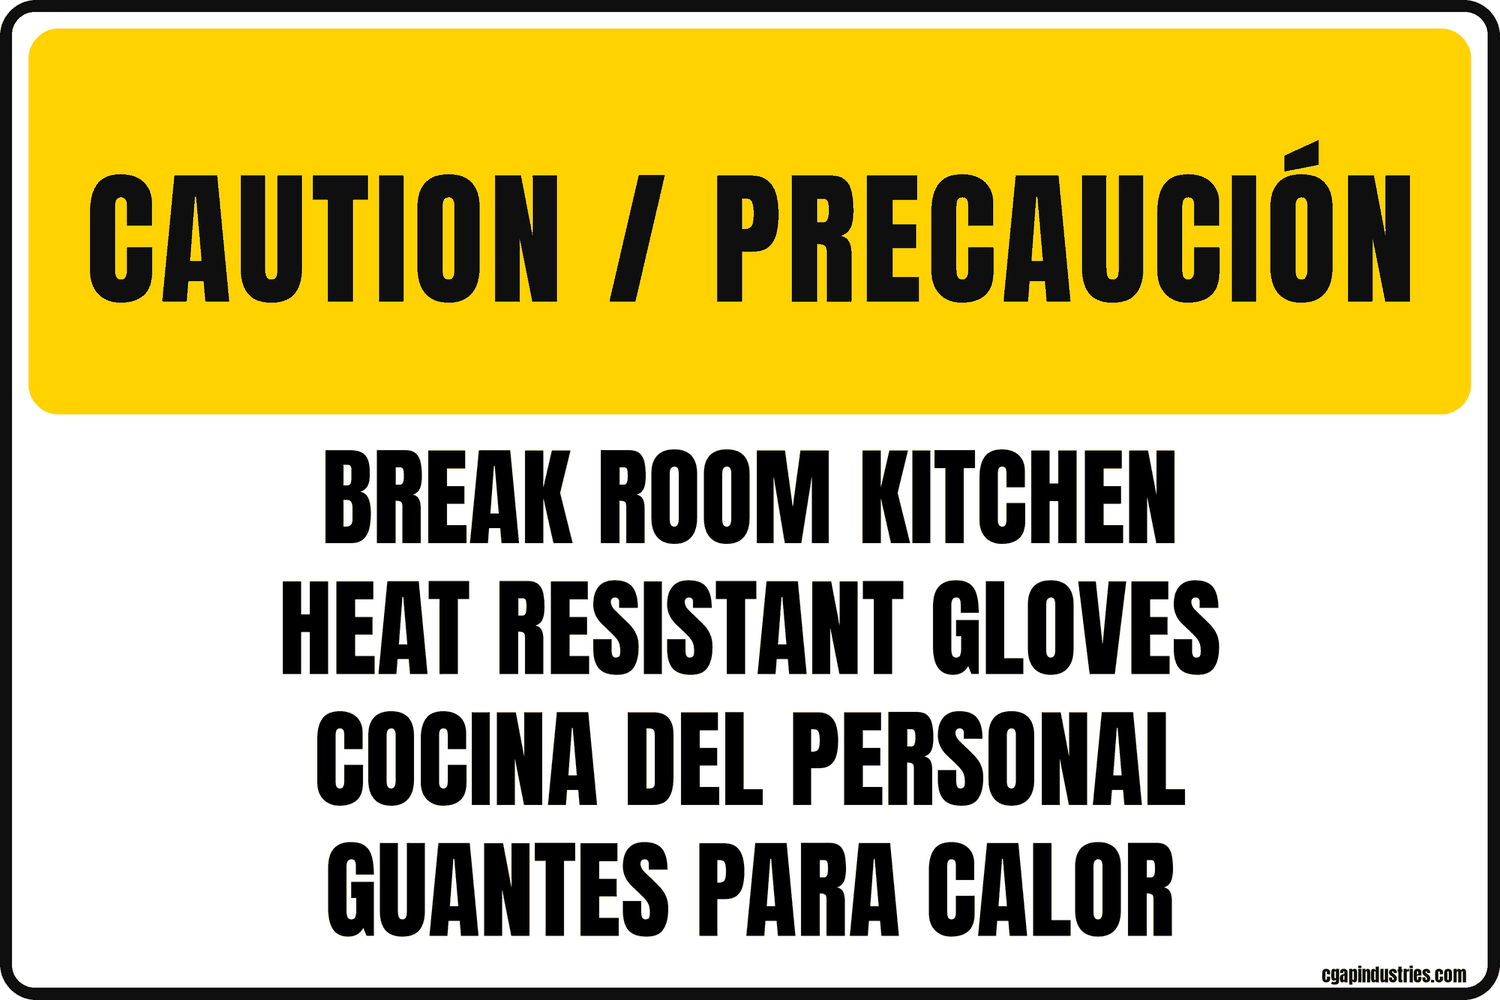 CAUTION / PRECAUCIÓN
BREAK ROOM KITCHEN
HEAT RESISTANT GLOVES
COCINA DEL PERSONAL
GUANTES PARA CALOR
cgapindustries.com